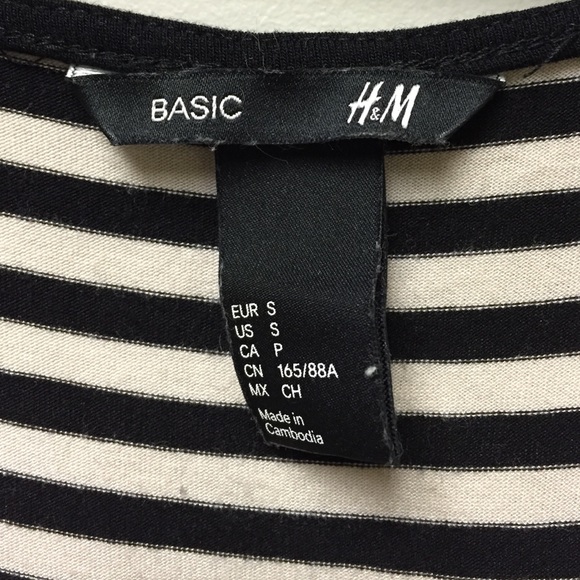 BASIC H&M
EUR S
US S
CA P
CN 165/88A
MX CH
Made in
Cambodia